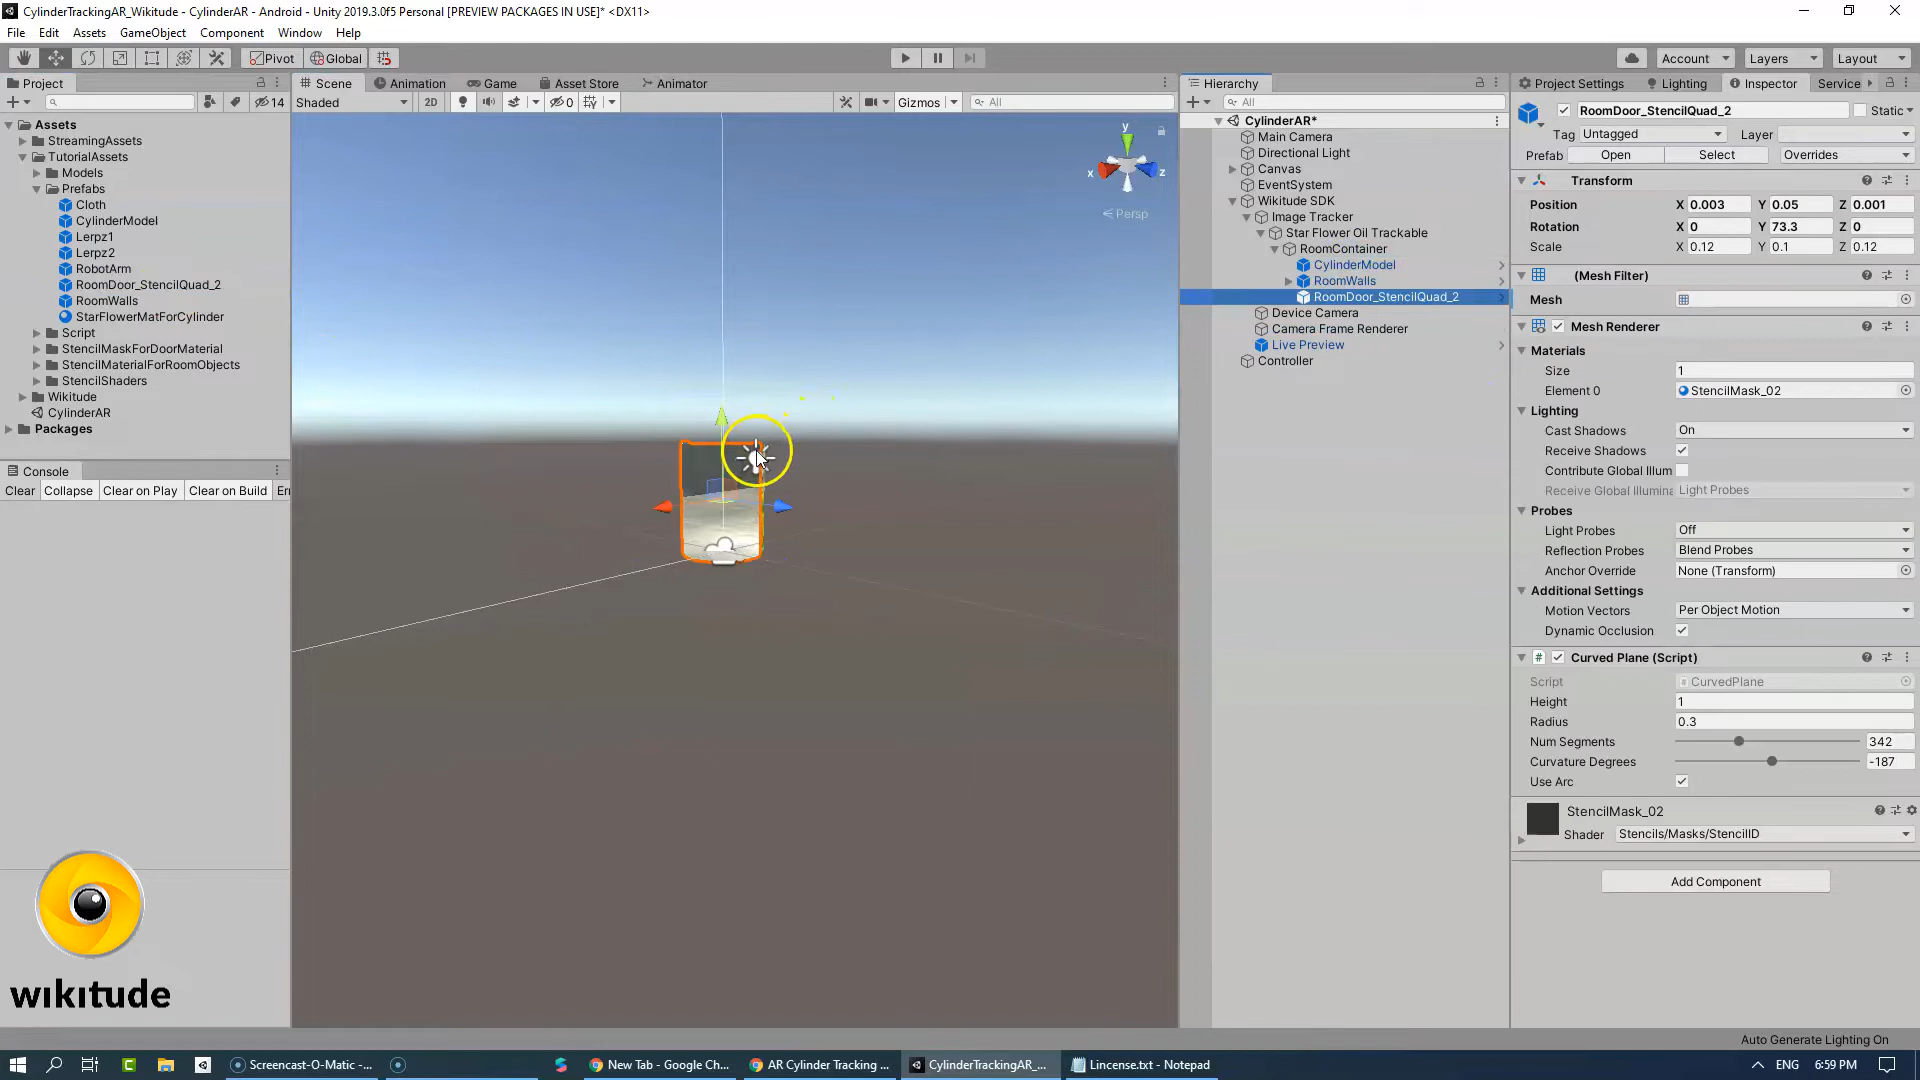 CylinderTrackingAR_Wikitude - CylinderAR - Android - Unity 2019.3.0f5 Personal [PREVIEW PACKAGES IN USE]* <DX11>
File Edit Assets GameObject Component Window Help
Pivot Global Account Layers Layout
Project
14
Assets
StreamingAssets
TutorialAssets
Models
Prefabs
Cloth
CylinderModel
Lerpz1
Lerpz2
RobotArm
RoomDoor_StencilQuad_2
RoomWalls
StarFlowerMatForCylinder
Script
StencilMaskForDoorMaterial
StencilMaterialForRoomObjects
StencilShaders
Wikitude
CylinderAR
Packages
Console
Clear Collapse Clear on Play Clear on Build Er
wikitude
Scene Animation Game Asset Store Animator
Shaded 2D 0 Gizmos All
y
x z
Persp
Hierarchy
All
CylinderAR*
Main Camera
Directional Light
Canvas
EventSystem
Wikitude SDK
Image Tracker
Star Flower Oil Trackable
RoomContainer
CylinderModel
RoomWalls
RoomDoor_StencilQuad_2
Device Camera
Camera Frame Renderer
Live Preview
Controller
Project Settings Lighting Inspector Service
RoomDoor_StencilQuad_2 Static
Tag Untagged Layer
Prefab Open Select Overrides
Transform
Position X 0.003 Y 0.05 Z 0.001
Rotation X 0 Y 73.3 Z 0
Scale X 0.12 Y 0.1 Z 0.12
(Mesh Filter)
Mesh
Mesh Renderer
Materials
Size 1
Element 0 StencilMask_02
Lighting
Cast Shadows On
Receive Shadows
Contribute Global Illum
Receive Global Illumina Light Probes
Probes
Light Probes Off
Reflection Probes Blend Probes
Anchor Override None (Transform)
Additional Settings
Motion Vectors Per Object Motion
Dynamic Occlusion
# Curved Plane (Script)
Script CurvedPlane
Height 1
Radius 0.3
Num Segments 342
Curvature Degrees -187
Use Arc
StencilMask_02
Shader Stencils/Masks/StencilID
Add Component
Auto Generate Lighting On
Screencast-O-Matic -... New Tab - Google Ch... AR Cylinder Tracking ... CylinderTrackingAR_... Lincense.txt - Notepad ENG 6:59 PM